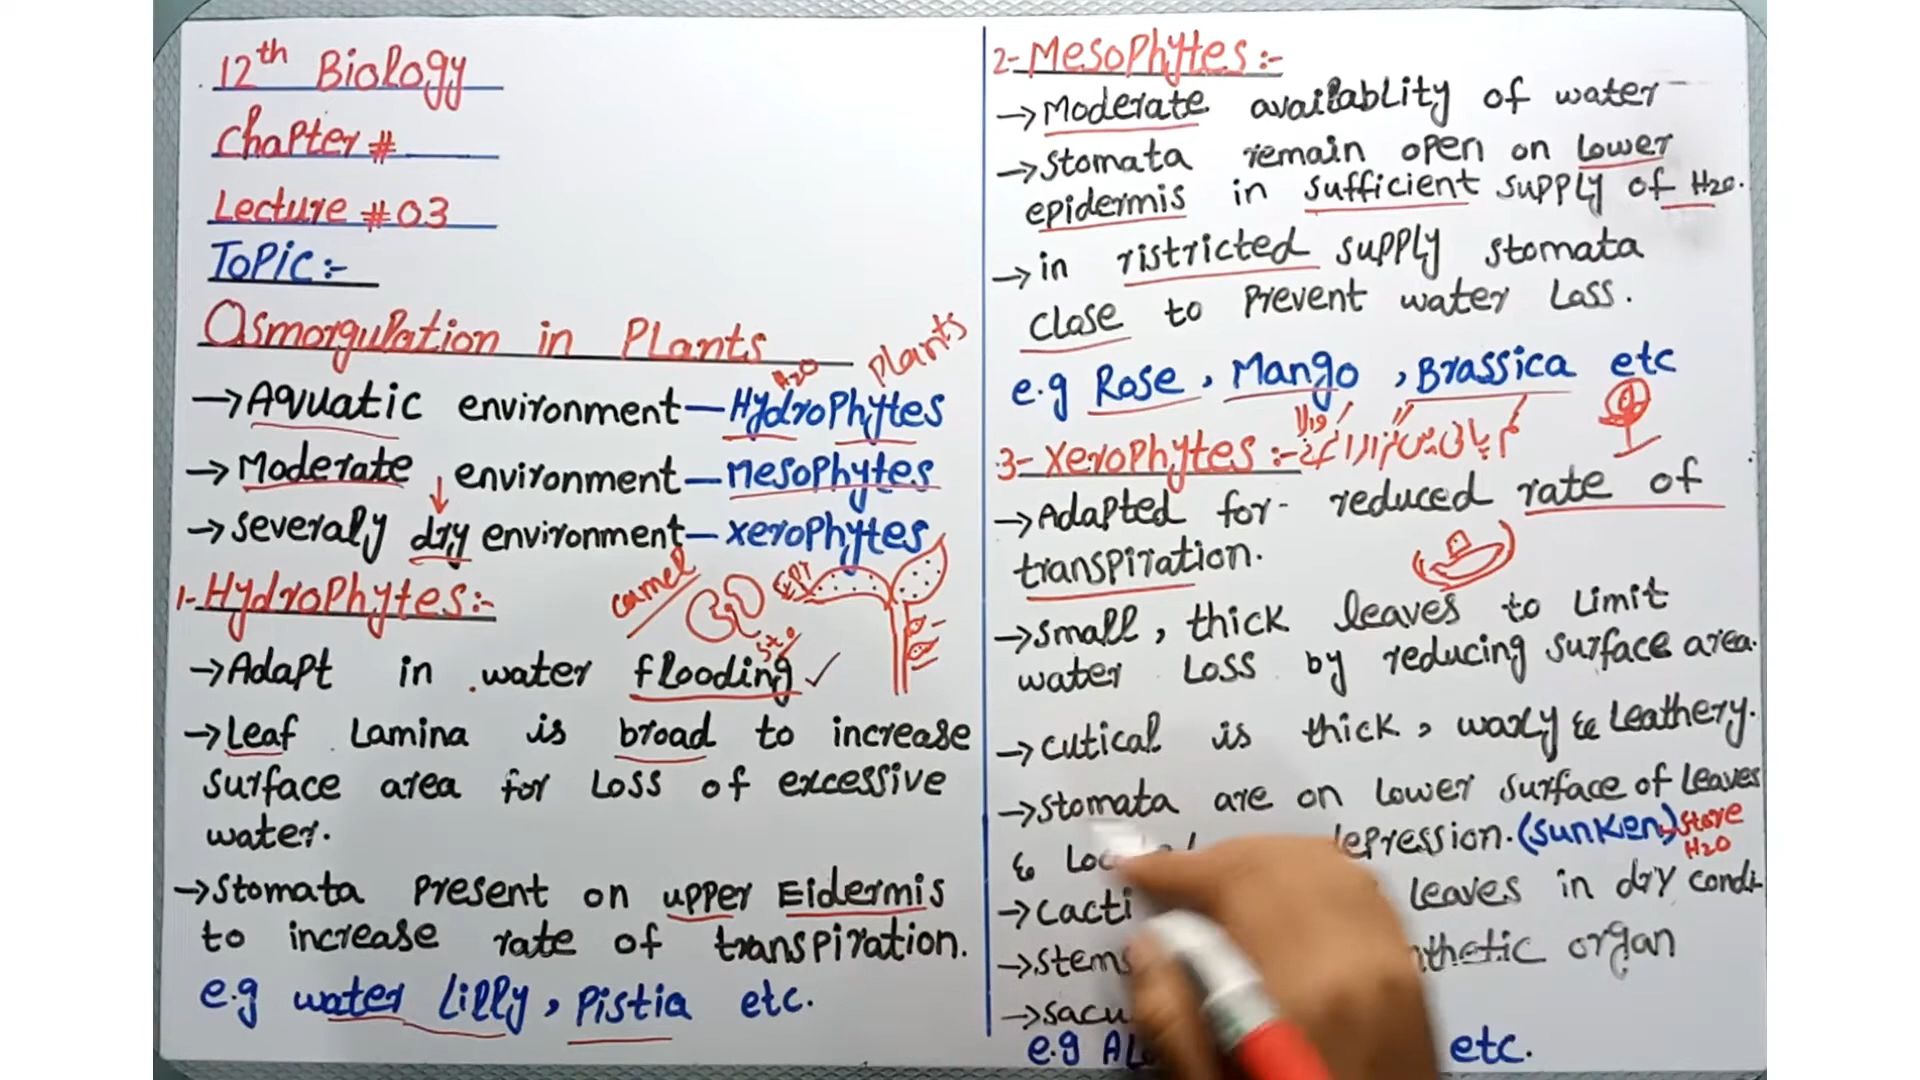 12th Biology
Chapter #
Lecture #03
Topic:-
Osmorgulation in Plants
→Aquatic environment—Hydrophytes
H2O
Plants
→Moderate environment—Mesophytes
→Severaly dry environment—xerophytes
1-Hydrophytes:-
camel
EPI
→Adapt in water flooding ✓
→Leaf Lamina is broad to increase
surface area for Loss of excessive
water.
→Stomata Present on upper Eidermis
to increase rate of transpiration.
e.g water Lilly, Pistia etc.
2-Mesophytes:-
→Moderate availablity of water
→Stomata remain open on Lower
epidermis in sufficient supply of H2O.
→in ristricted supply stomata
close to Prevent water Loss.
e.g Rose, Mango, Brassica etc
3-Xerophytes:-
→Adapted for reduced rate of
transpiration.
→Small, thick leaves to Limit
water Loss by reducing surface area.
→cutical is thick, waxly & Leathery.
→Stomata are on Lower surface of Leaves
& depression. (Sunken) Store
H2O
→Cacti leaves in dry condi
→Stems organ
e.g etc.